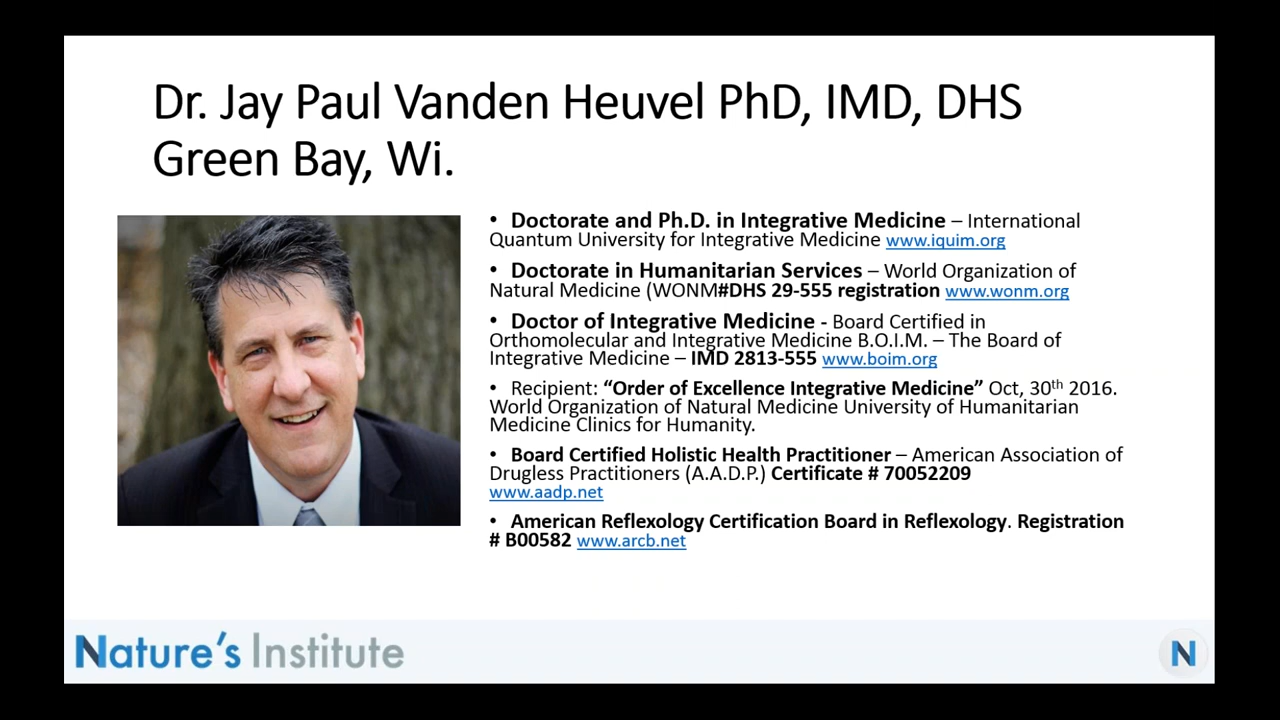 Dr. Jay Paul Vanden Heuvel PhD, IMD, DHS
Green Bay, Wi.
• Doctorate and Ph.D. in Integrative Medicine – International
Quantum University for Integrative Medicine www.iquim.org
• Doctorate in Humanitarian Services – World Organization of
Natural Medicine (WONM#DHS 29-555 registration www.wonm.org
• Doctor of Integrative Medicine - Board Certified in
Orthomolecular and Integrative Medicine B.O.I.M. – The Board of
Integrative Medicine – IMD 2813-555 www.boim.org
• Recipient: “Order of Excellence Integrative Medicine” Oct, 30th 2016.
World Organization of Natural Medicine University of Humanitarian
Medicine Clinics for Humanity.
• Board Certified Holistic Health Practitioner – American Association of
Drugless Practitioners (A.A.D.P.) Certificate # 70052209
www.aadp.net
• American Reflexology Certification Board in Reflexology. Registration
# B00582 www.arcb.net
Nature’s Institute
N